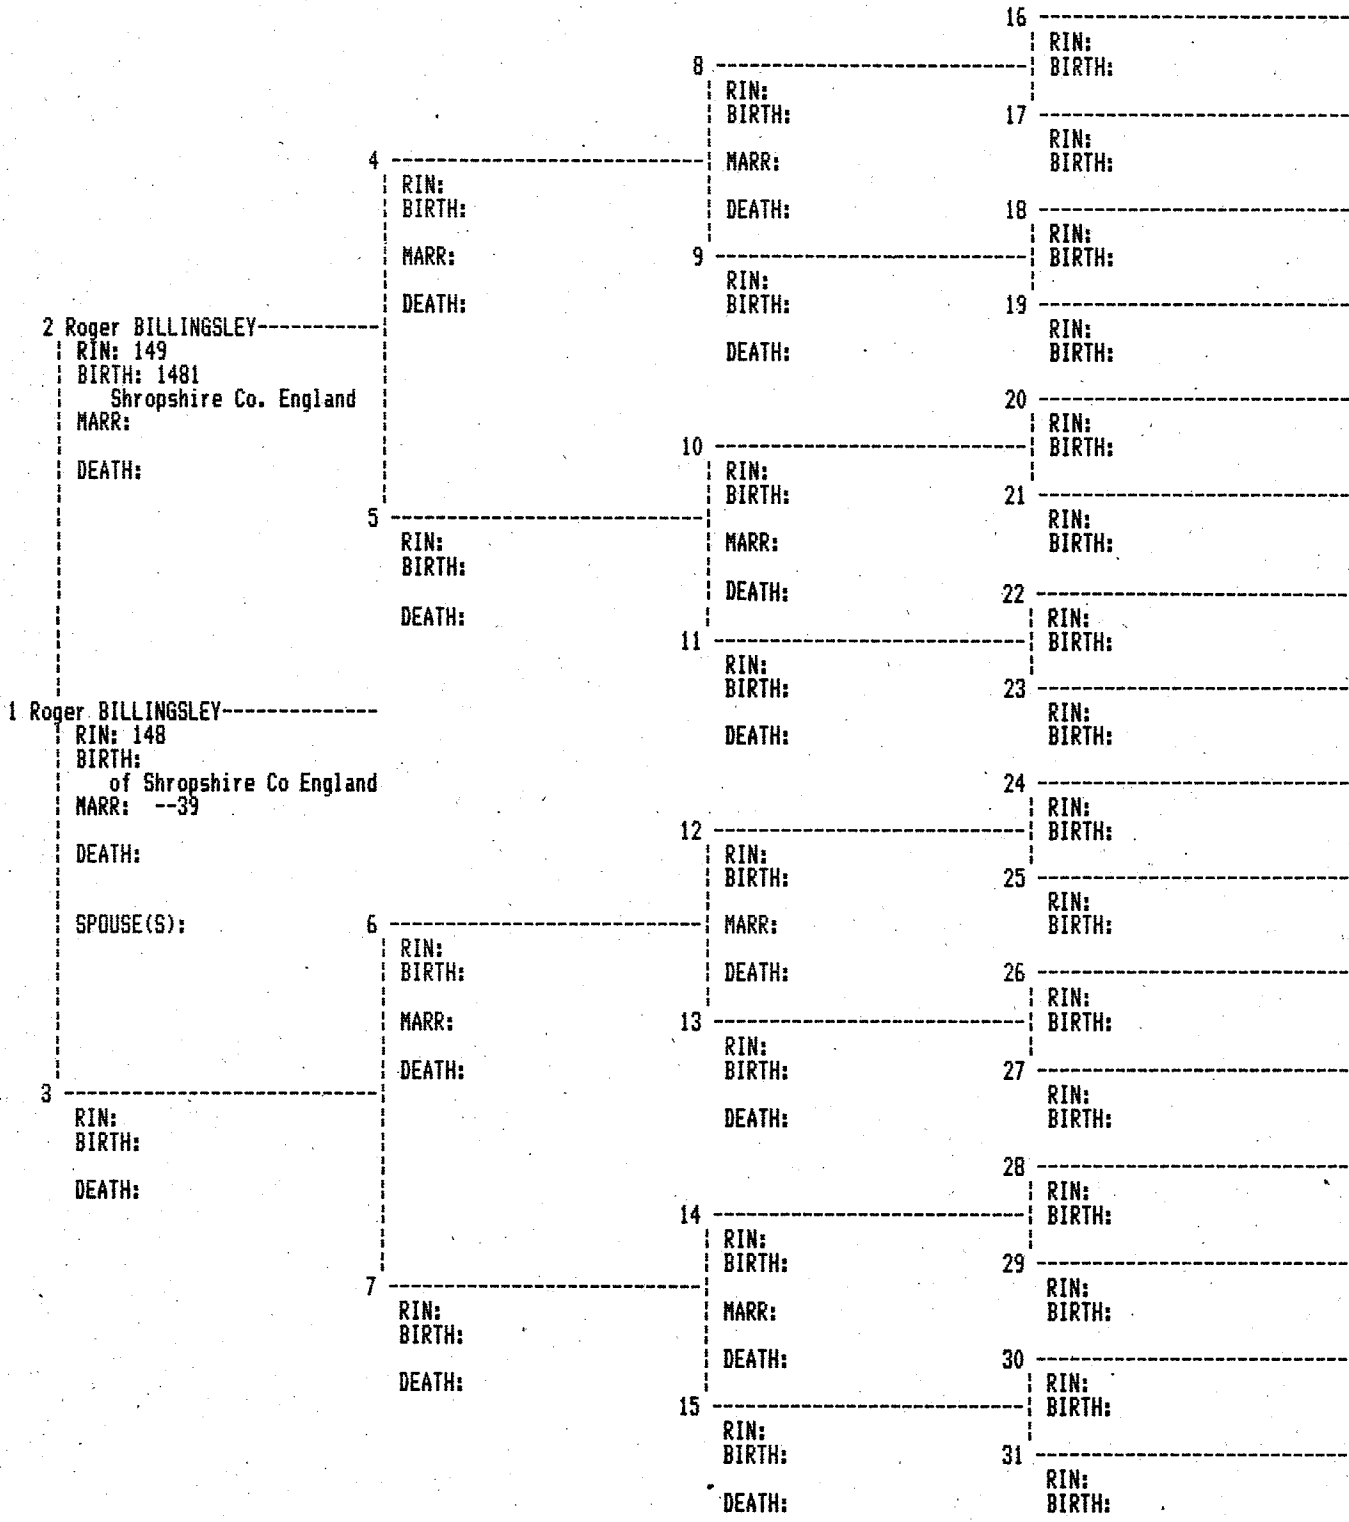 16
RIN:
BIRTH:
8
RIN:
BIRTH:
MARR:
DEATH:
17
RIN:
BIRTH:
4
RIN:
BIRTH:
MARR:
DEATH:
18
RIN:
BIRTH:
9
RIN:
BIRTH:
DEATH:
19
RIN:
BIRTH:
2 Roger BILLINGSLEY
RIN: 149
BIRTH: 1481
Shropshire Co. England
MARR:
DEATH:
20
RIN:
BIRTH:
10
RIN:
BIRTH:
MARR:
DEATH:
21
RIN:
BIRTH:
5
RIN:
BIRTH:
DEATH:
22
RIN:
BIRTH:
11
RIN:
BIRTH:
DEATH:
23
RIN:
BIRTH:
1 Roger BILLINGSLEY
RIN: 148
BIRTH:
of Shropshire Co England
MARR: --39
DEATH:
SPOUSE(S):
24
RIN:
BIRTH:
12
RIN:
BIRTH:
MARR:
DEATH:
25
RIN:
BIRTH:
6
RIN:
BIRTH:
MARR:
DEATH:
26
RIN:
BIRTH:
13
RIN:
BIRTH:
DEATH:
27
RIN:
BIRTH:
3
RIN:
BIRTH:
DEATH:
28
RIN:
BIRTH:
14
RIN:
BIRTH:
MARR:
DEATH:
29
RIN:
BIRTH:
7
RIN:
BIRTH:
DEATH:
30
RIN:
BIRTH:
15
RIN:
BIRTH:
DEATH:
31
RIN:
BIRTH: